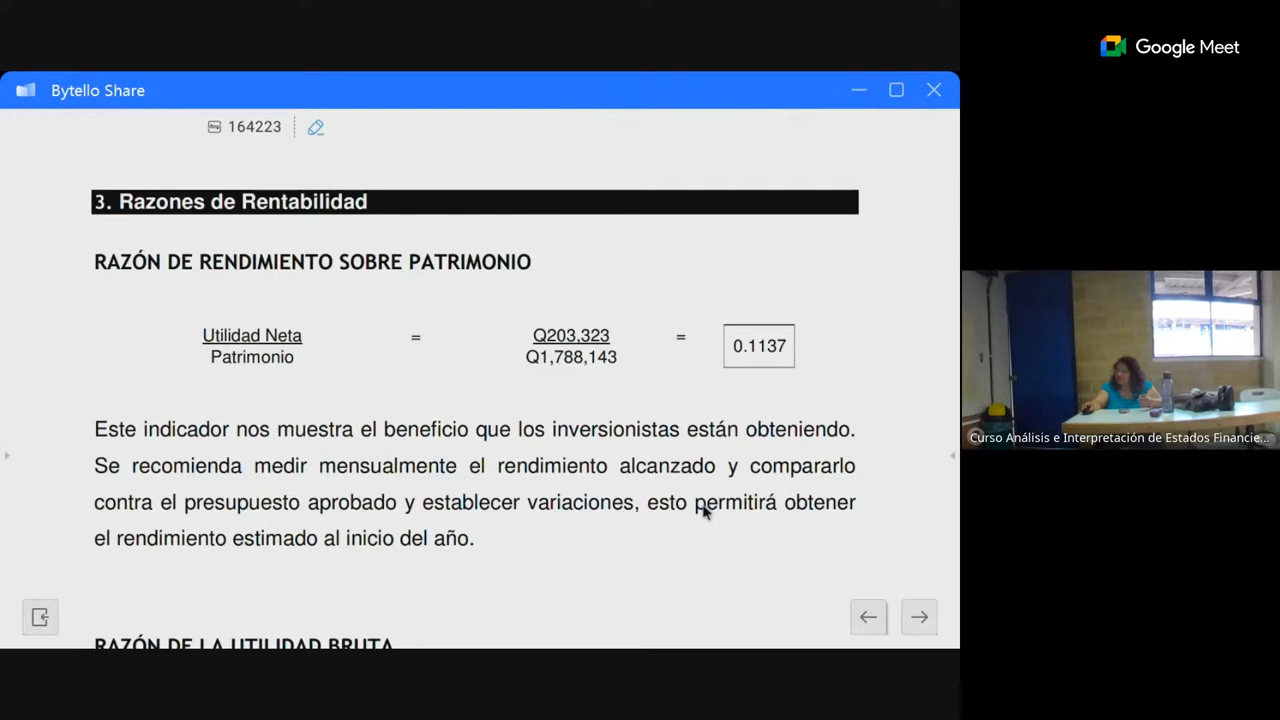 Google Meet
Bytello Share
164223
3. Razones de Rentabilidad
RAZÓN DE RENDIMIENTO SOBRE PATRIMONIO
Utilidad Neta = Q203,323 = 0.1137
Patrimonio Q1,788,143
Este indicador nos muestra el beneficio que los inversionistas están obteniendo.
Se recomienda medir mensualmente el rendimiento alcanzado y compararlo
contra el presupuesto aprobado y establecer variaciones, esto permitirá obtener
el rendimiento estimado al inicio del año.
Curso Análisis e Interpretación de Estados Financie...
RAZÓN DE LA UTILIDAD BRUTA